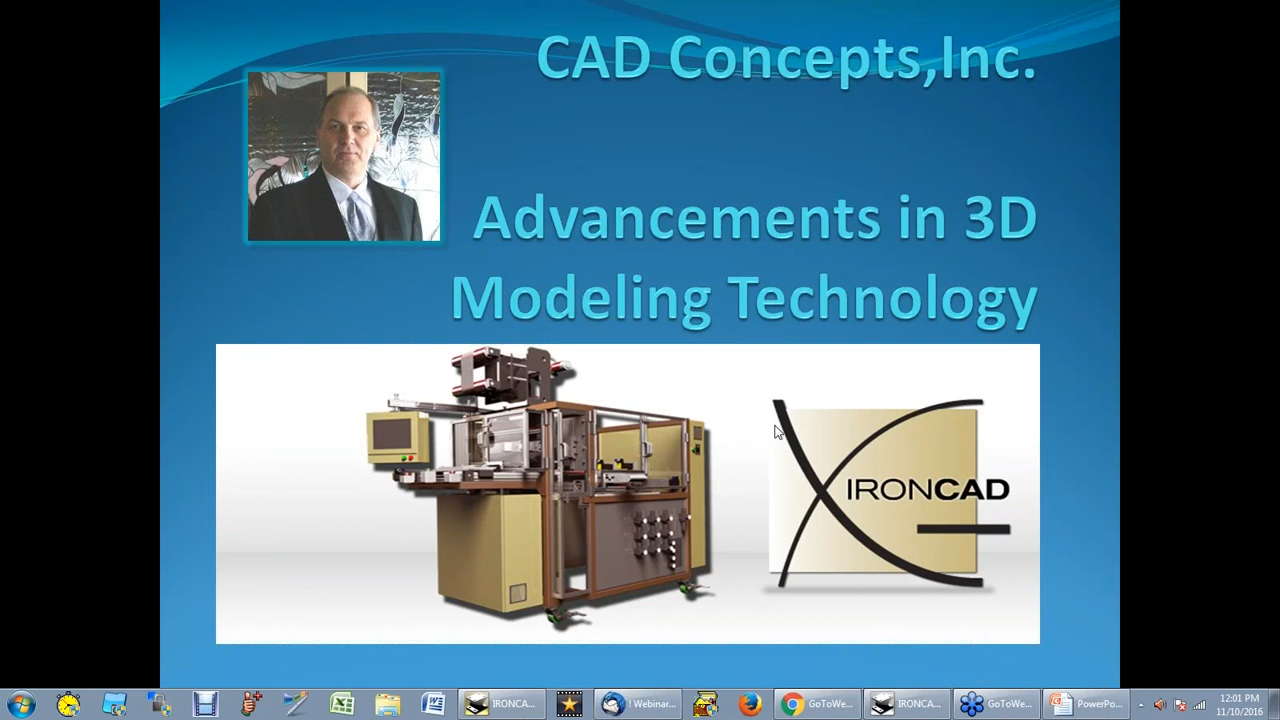 CAD Concepts,Inc.
Advancements in 3D
Modeling Technology
IRONCAD
IRONCA...
! Webinar...
GoToWe...
IRONCA...
GoToWe...
PowerPo...
12:01 PM
11/10/2016